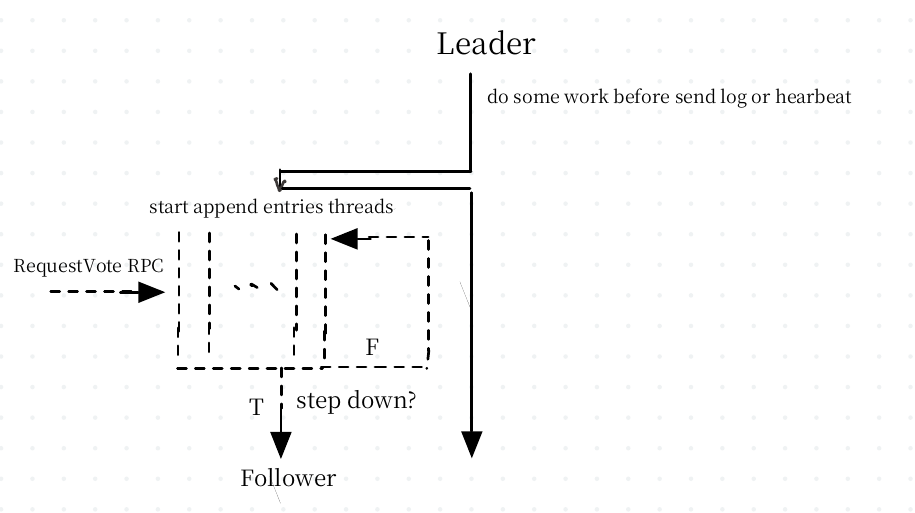 Leader
do some work before send log or hearbeat
start append entries threads
RequestVote RPC
F
T
step down?
Follower